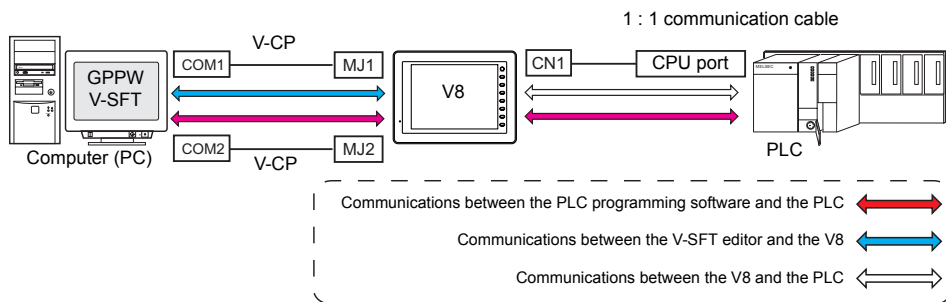 1 : 1 communication cable
V-CP
COM1
MJ1
CN1
CPU port
GPPW
V-SFT
V8
MELSEC
COM2
MJ2
V-CP
Computer (PC)
PLC
Communications between the PLC programming software and the PLC
Communications between the V-SFT editor and the V8
Communications between the V8 and the PLC